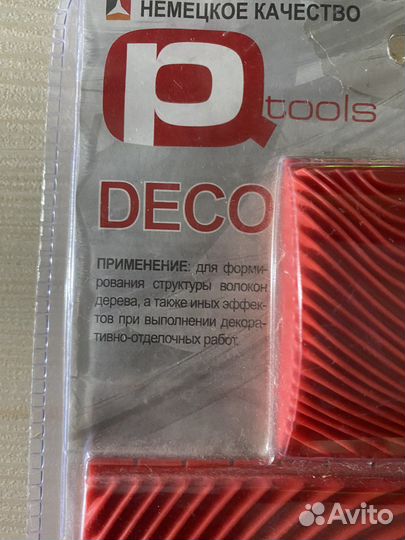 НЕМЕЦКОЕ КАЧЕСТВО
pQ tools
DECO
ПРИМЕНЕНИЕ: для форми-
рования структуры волокон
дерева, а также иных эффек-
тов при выполнении декора-
тивно-отделочных работ.
Avito